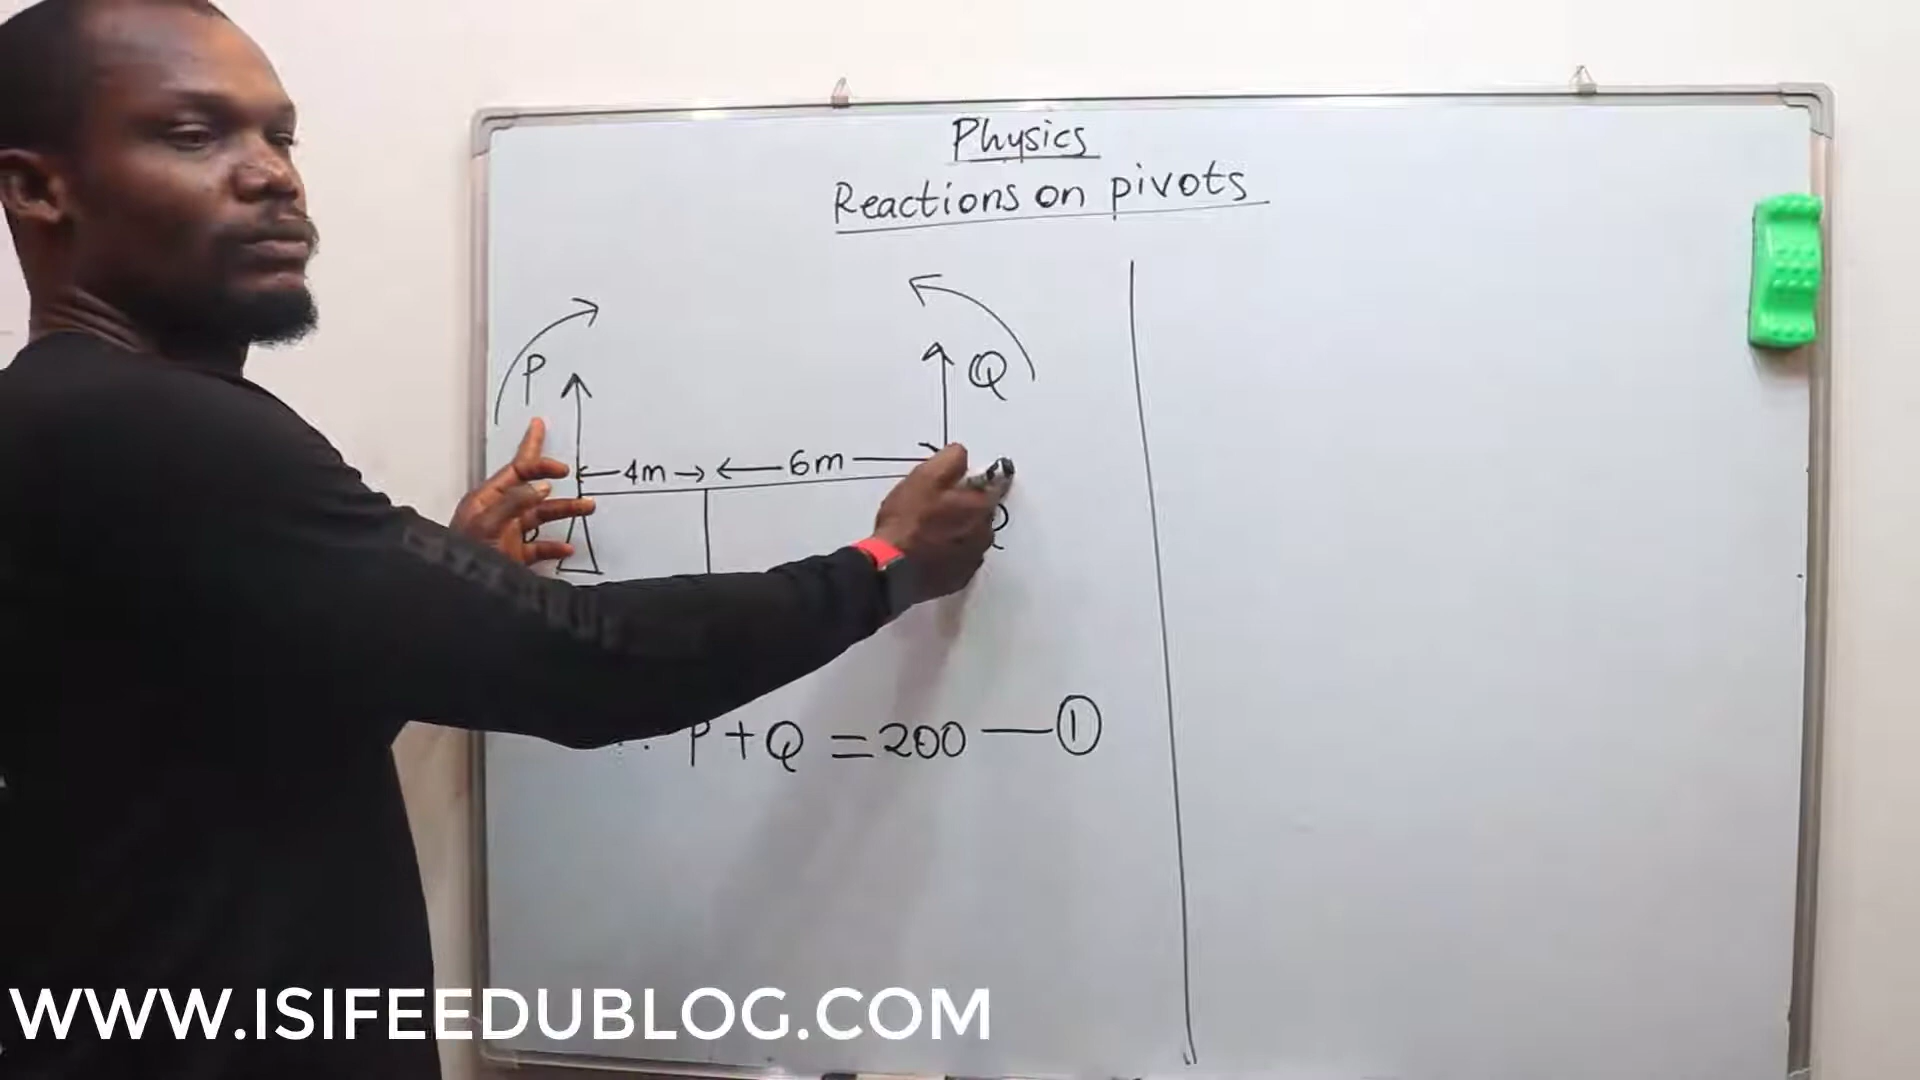 Physics
Reactions on pivots
P
Q
4m
6m
P+Q = 200 — ①
WWW.ISIFEEDUBLOG.COM